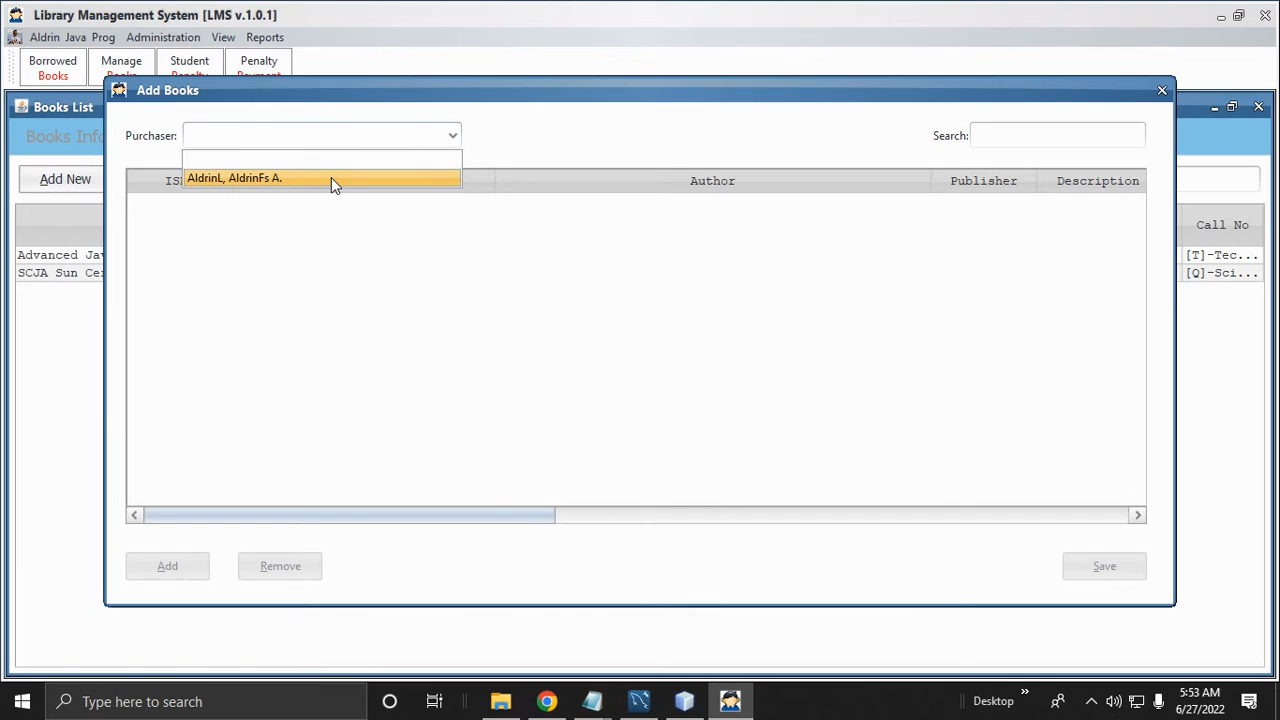 Library Management System [LMS v.1.0.1]
Aldrin Java Prog Administration View Reports
Borrowed Manage Student Penalty
Books
Add Books
Books List
Books
Purchaser: Search:
AldrinL, AldrinFs A.
Add New Author Publisher Description
Call No
Advanced [T]-Tec...
SCJA Sun [Q]-Sci...
Add Remove Save
Type here to search Desktop
5:53 AM
6/27/2022